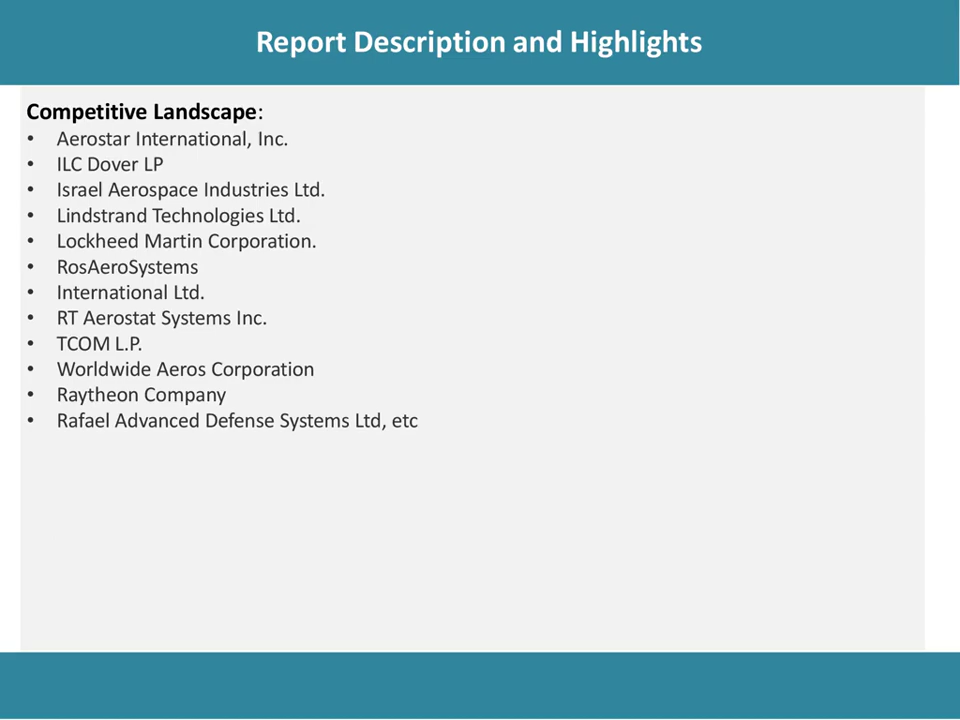 Report Description and Highlights
Competitive Landscape:
• Aerostar International, Inc.
• ILC Dover LP
• Israel Aerospace Industries Ltd.
• Lindstrand Technologies Ltd.
• Lockheed Martin Corporation.
• RosAeroSystems
• International Ltd.
• RT Aerostat Systems Inc.
• TCOM L.P.
• Worldwide Aeros Corporation
• Raytheon Company
• Rafael Advanced Defense Systems Ltd, etc